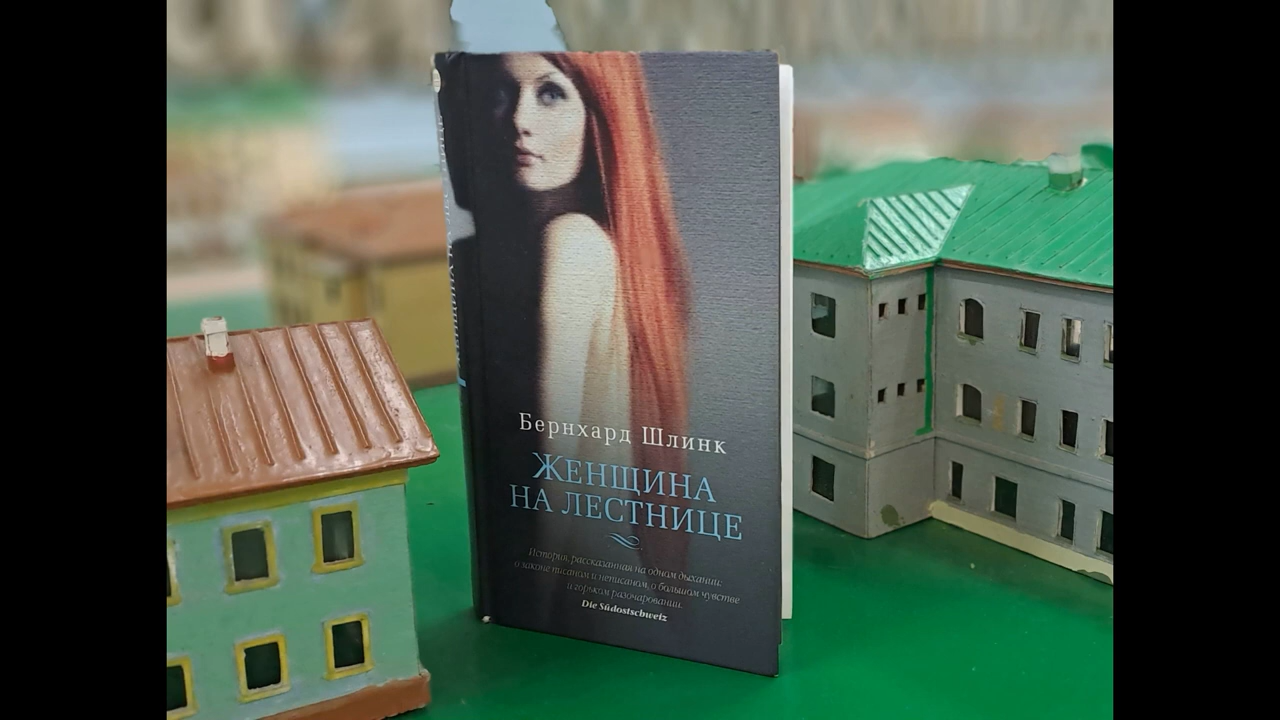 Бернхард Шлинк
ЖЕНЩИНА
НА ЛЕСТНИЦЕ
История, рассказанная на одном дыхании:
о законе писаном и неписаном, о большом чувстве
и горьком разочаровании.
Die Südostschweiz